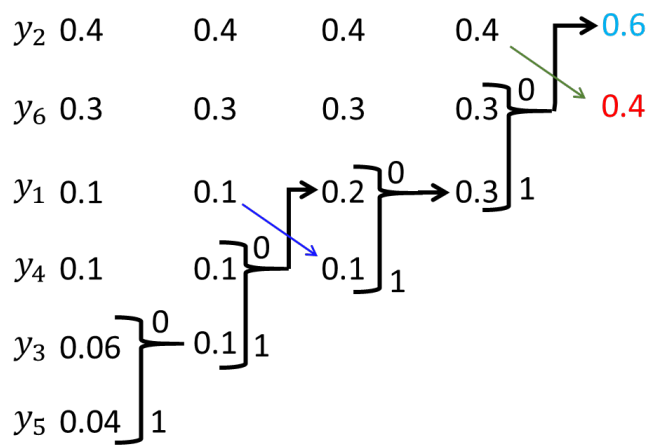 y₂ 0.4 0.4 0.4 0.4 0.6
y₆ 0.3 0.3 0.3 0.3 0 0.4
y₁ 0.1 0.1 0.2 0 0.3 1
y₄ 0.1 0.1 0 0.1 1
y₃ 0.06 0 0.1 1
y₅ 0.04 1